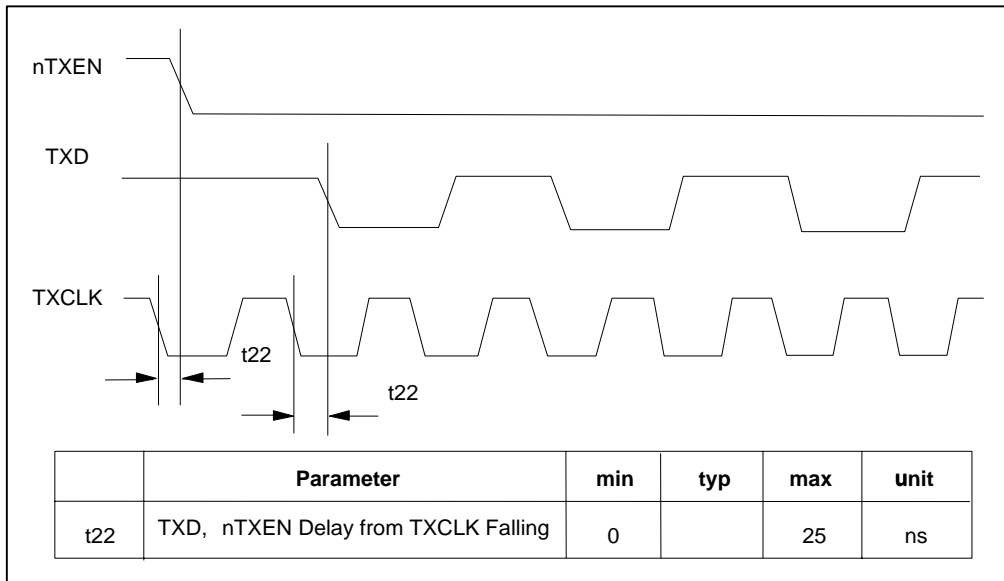 nTXEN
TXD
TXCLK
t22
t22
Parameter min typ max unit
t22 TXD, nTXEN Delay from TXCLK Falling 0 25 ns